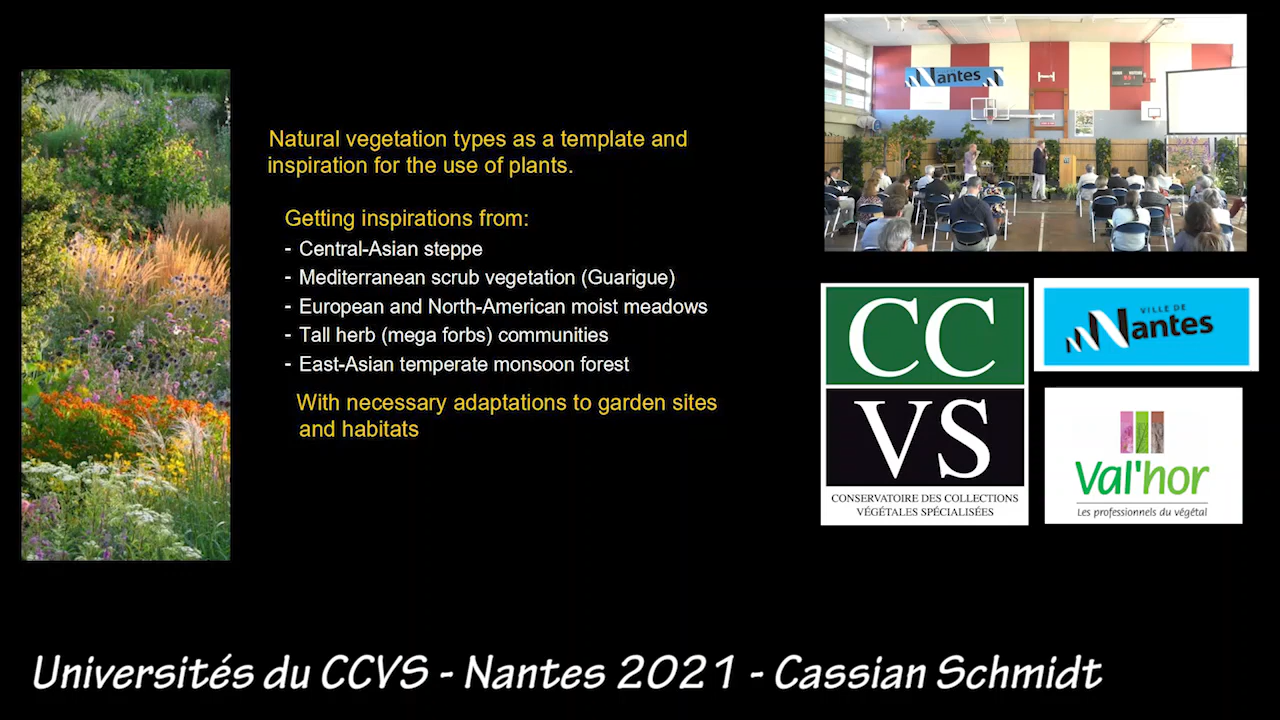 Natural vegetation types as a template and
inspiration for the use of plants.
Getting inspirations from:
- Central-Asian steppe
- Mediterranean scrub vegetation (Guarigue)
- European and North-American moist meadows
- Tall herb (mega forbs) communities
- East-Asian temperate monsoon forest
With necessary adaptations to garden sites
and habitats
Nantes
CC
VS
CONSERVATOIRE DES COLLECTIONS
VÉGÉTALES SPÉCIALISÉES
VILLE DE
Nantes
Val'hor
Les professionnels du végétal
Universités du CCVS - Nantes 2021 - Cassian Schmidt